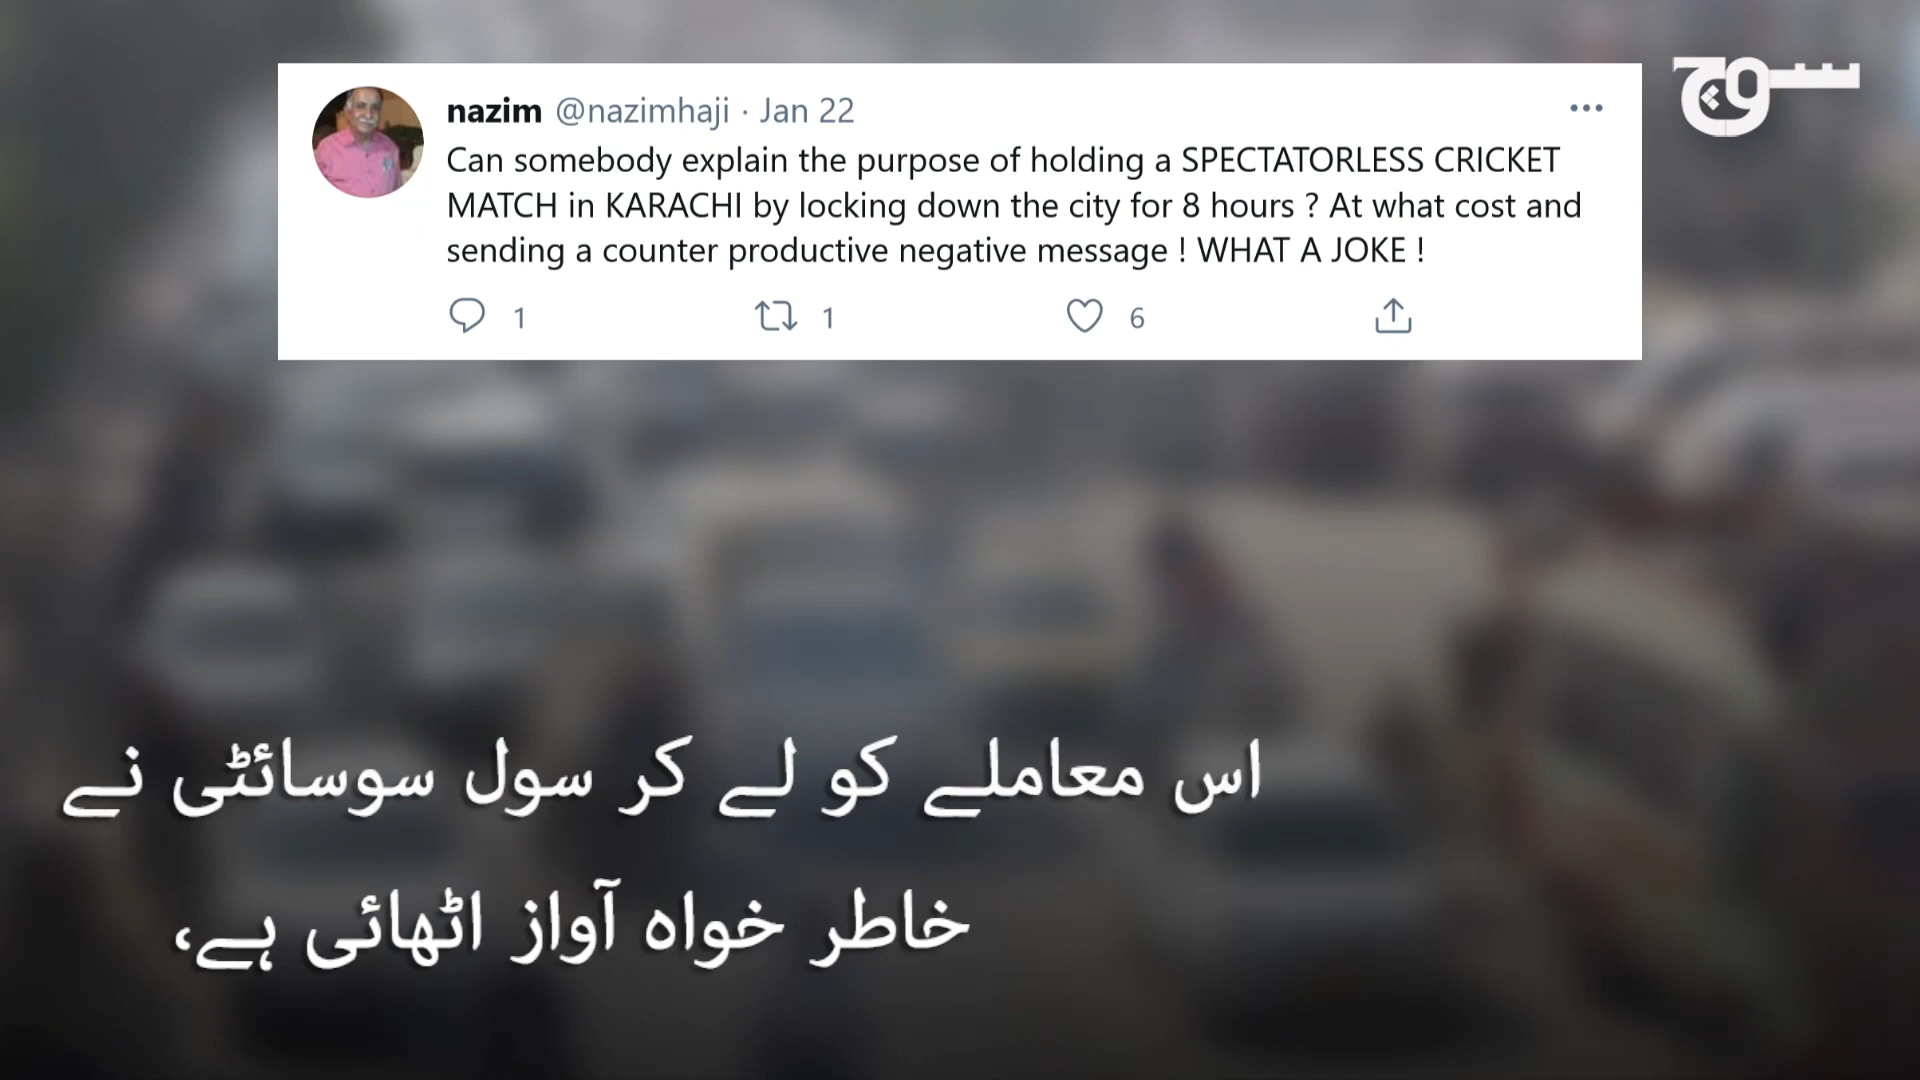 سوچ
nazim @nazimhaji · Jan 22
Can somebody explain the purpose of holding a SPECTATORLESS CRICKET
MATCH in KARACHI by locking down the city for 8 hours ? At what cost and
sending a counter productive negative message ! WHAT A JOKE !
1 1 6
اس معاملے کو لے کر سول سوسائٹی نے
خاطر خواہ آواز اٹھائی ہے،